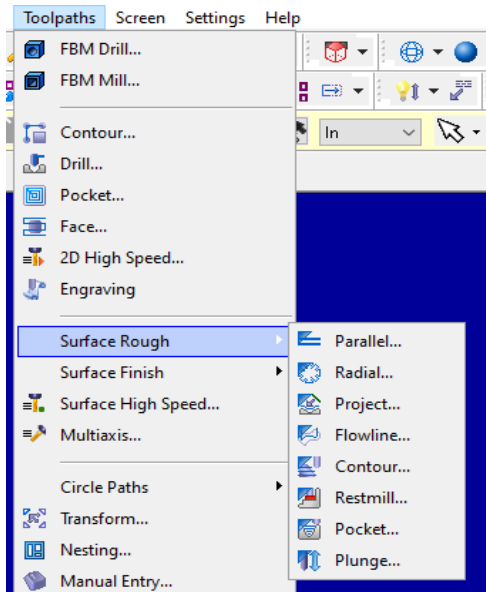 Toolpaths Screen Settings Help
FBM Drill...
FBM Mill...
In
Contour...
Drill...
Pocket...
Face...
2D High Speed...
Engraving
Surface Rough
Surface Finish
Surface High Speed...
Multiaxis...
Circle Paths
Transform...
Nesting...
Manual Entry...
Parallel...
Radial...
Project...
Flowline...
Contour...
Restmill...
Pocket...
Plunge...